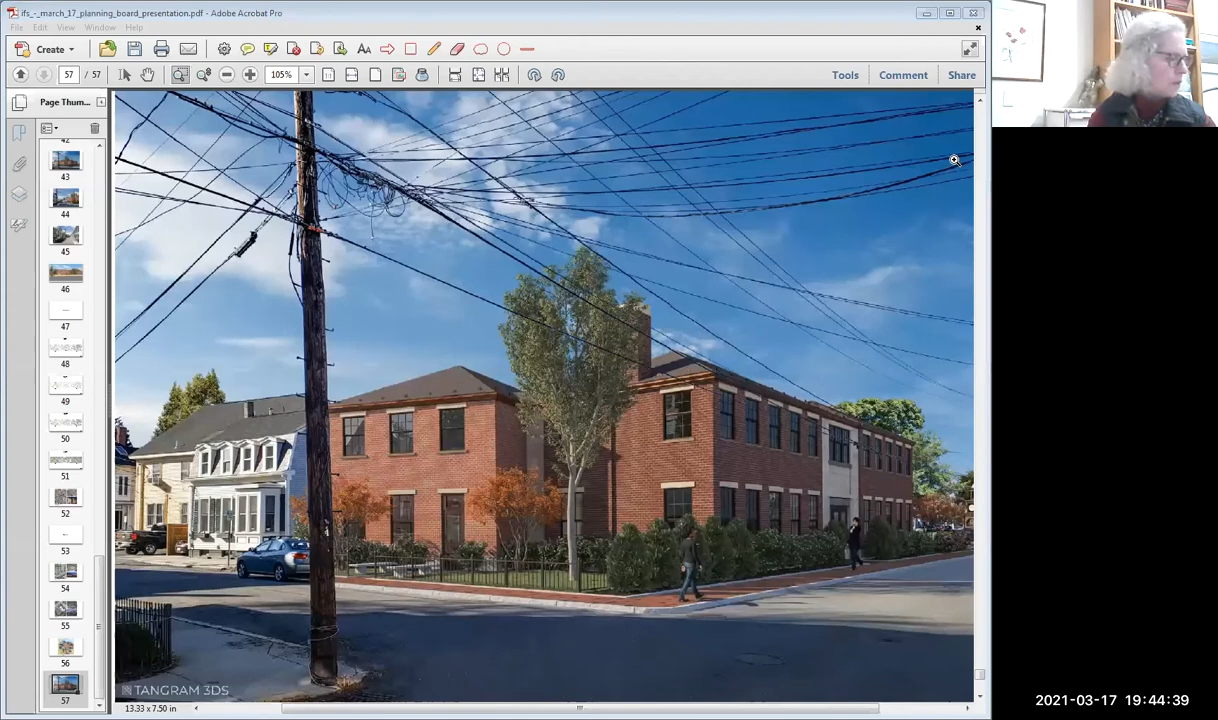 ifs_-_march_17_planning_board_presentation.pdf - Adobe Acrobat Pro
File Edit View Window Help
Create
57 / 57 105% Tools Comment Share
Page Thum...
42
43
44
45
46
47
48
49
50
51
52
53
54
55
56
57
TANGRAM 3DS
13.33 x 7.50 in
2021-03-17 19:44:39